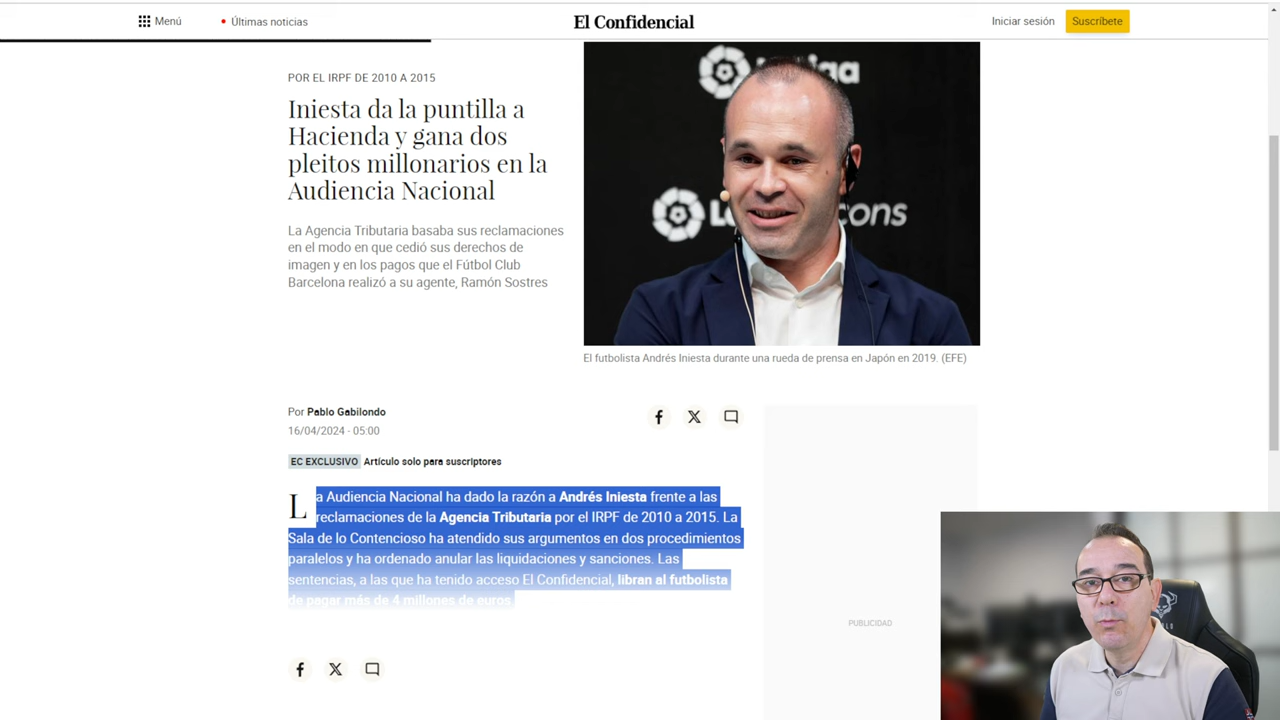 Menú
Últimas noticias
El Confidencial
Iniciar sesión
Suscríbete
POR EL IRPF DE 2010 A 2015
Iniesta da la puntilla a
Hacienda y gana dos
pleitos millonarios en la
Audiencia Nacional
La Agencia Tributaria basaba sus reclamaciones
en el modo en que cedió sus derechos de
imagen y en los pagos que el Fútbol Club
Barcelona realizó a su agente, Ramón Sostres
El futbolista Andrés Iniesta durante una rueda de prensa en Japón en 2019. (EFE)
Por Pablo Gabilondo
16/04/2024 - 05:00
EC EXCLUSIVO Artículo solo para suscriptores
La Audiencia Nacional ha dado la razón a Andrés Iniesta frente a las
reclamaciones de la Agencia Tributaria por el IRPF de 2010 a 2015. La
Sala de lo Contencioso ha atendido sus argumentos en dos procedimientos
paralelos y ha ordenado anular las liquidaciones y sanciones. Las
sentencias, a las que ha tenido acceso El Confidencial, libran al futbolista
de pagar más de 4 millones de euros
PUBLICIDAD